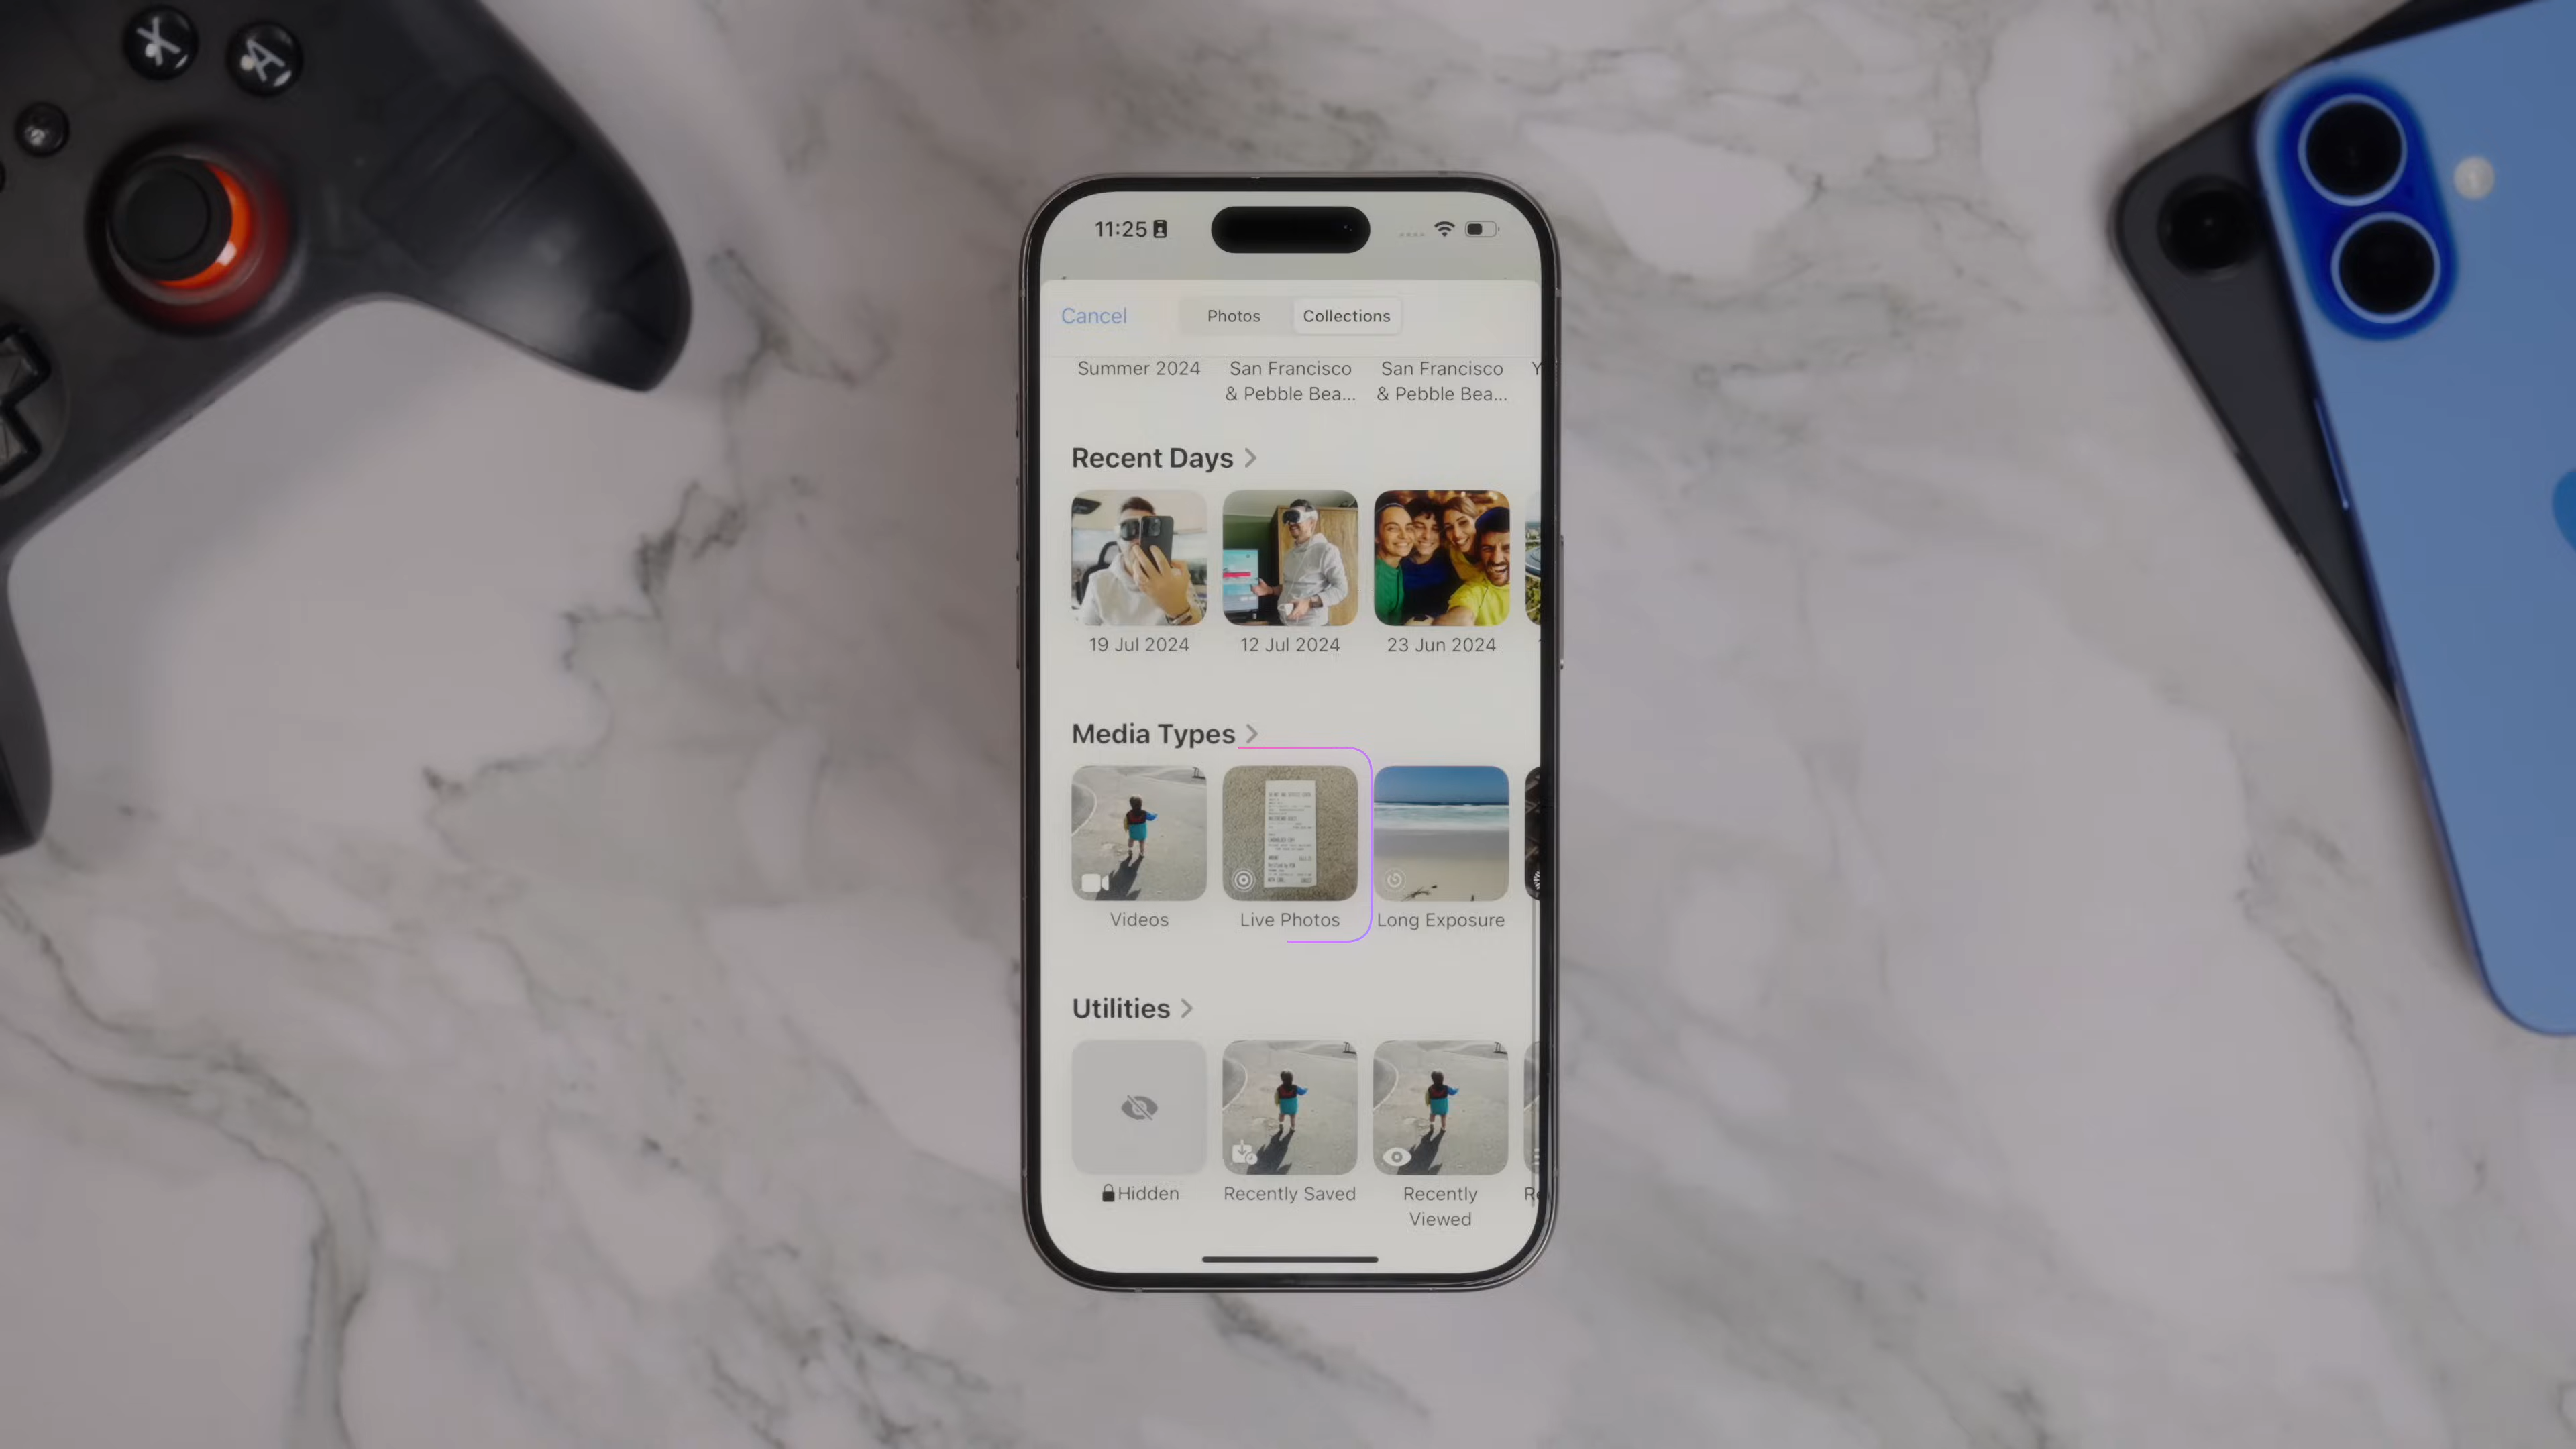 X
A
11:25
Cancel
Photos
Collections
Summer 2024
San Francisco
& Pebble Bea...
San Francisco
& Pebble Bea...
Y
Recent Days
19 Jul 2024
12 Jul 2024
23 Jun 2024
Media Types
Videos
Live Photos
Long Exposure
Utilities
Hidden
Recently Saved
Recently
Viewed